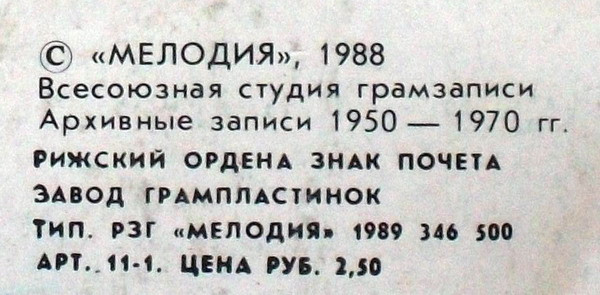 © «МЕЛОДИЯ», 1988
Всесоюзная студия грамзаписи
Архивные записи 1950 — 1970 гг.
РИЖСКИЙ ОРДЕНА ЗНАК ПОЧЕТА
ЗАВОД ГРАМПЛАСТИНОК
ТИП. РЗГ «МЕЛОДИЯ» 1989 346 500
АРТ. 11-1. ЦЕНА РУБ. 2,50